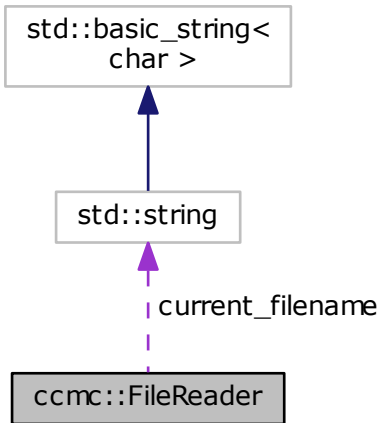 std::basic_string<
char >
std::string
current_filename
ccmc::FileReader